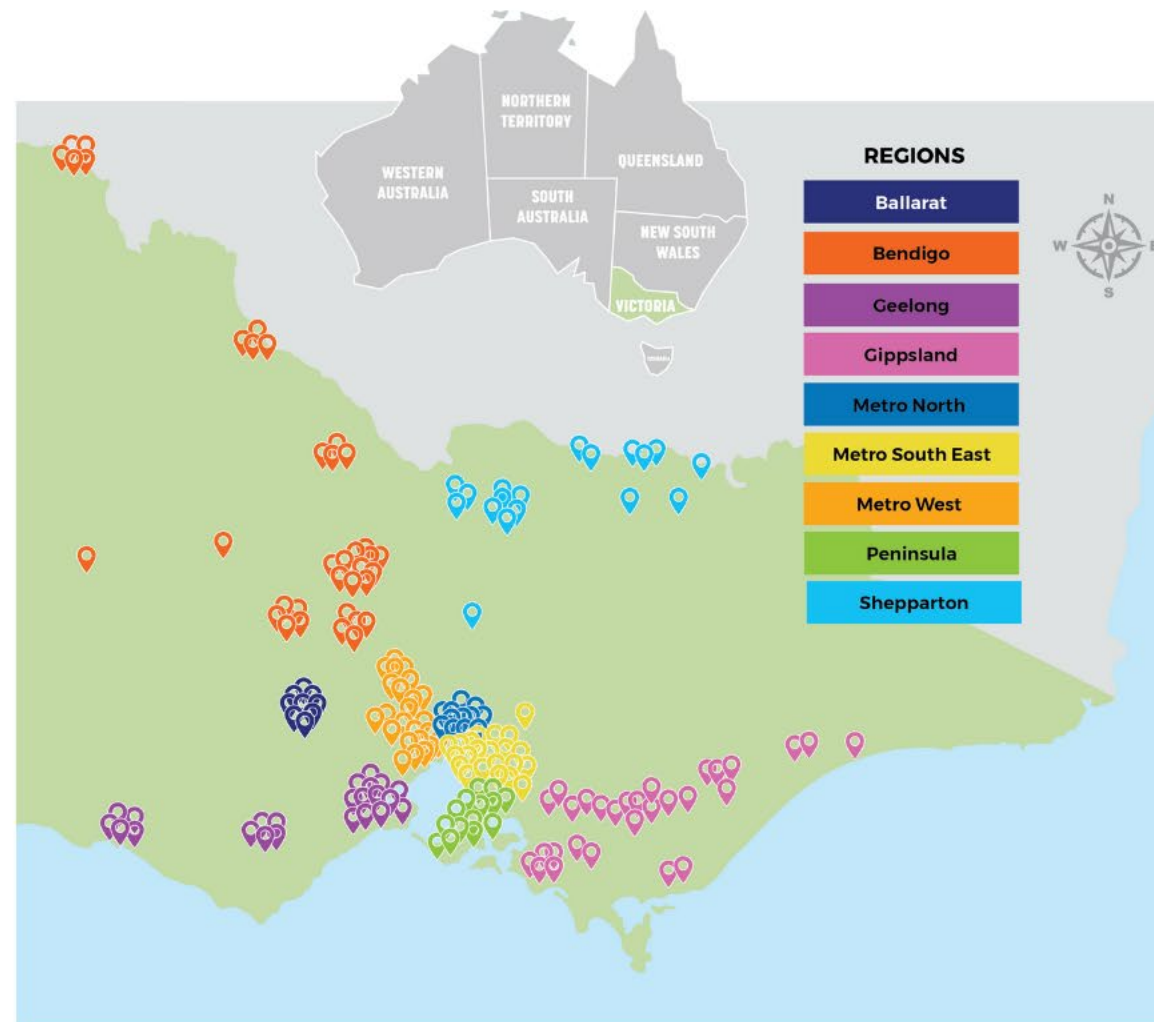 NORTHERN
TERRITORY
WESTERN
AUSTRALIA
QUEENSLAND
SOUTH
AUSTRALIA
NEW SOUTH
WALES
VICTORIA
REGIONS
Ballarat
Bendigo
Geelong
Gippsland
Metro North
Metro South East
Metro West
Peninsula
Shepparton
N
W
E
S